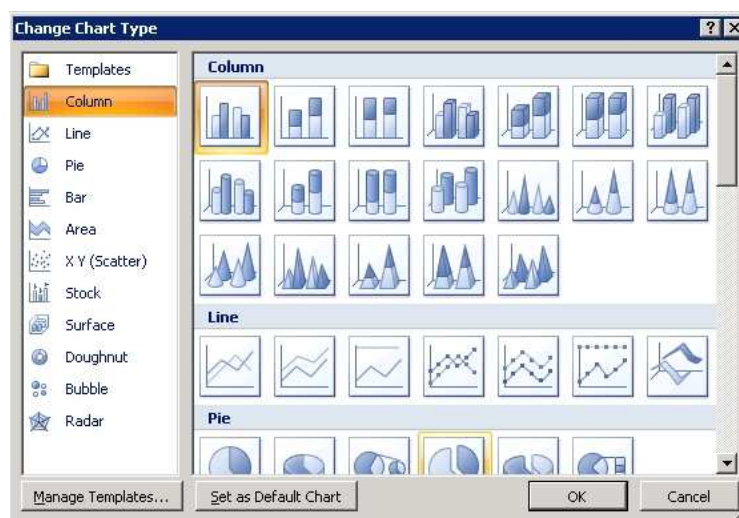 Change Chart Type
Templates
Column
Line
Pie
Bar
Area
X Y (Scatter)
Stock
Surface
Doughnut
Bubble
Radar
Column
Line
Pie
Manage Templates...
Set as Default Chart
OK
Cancel